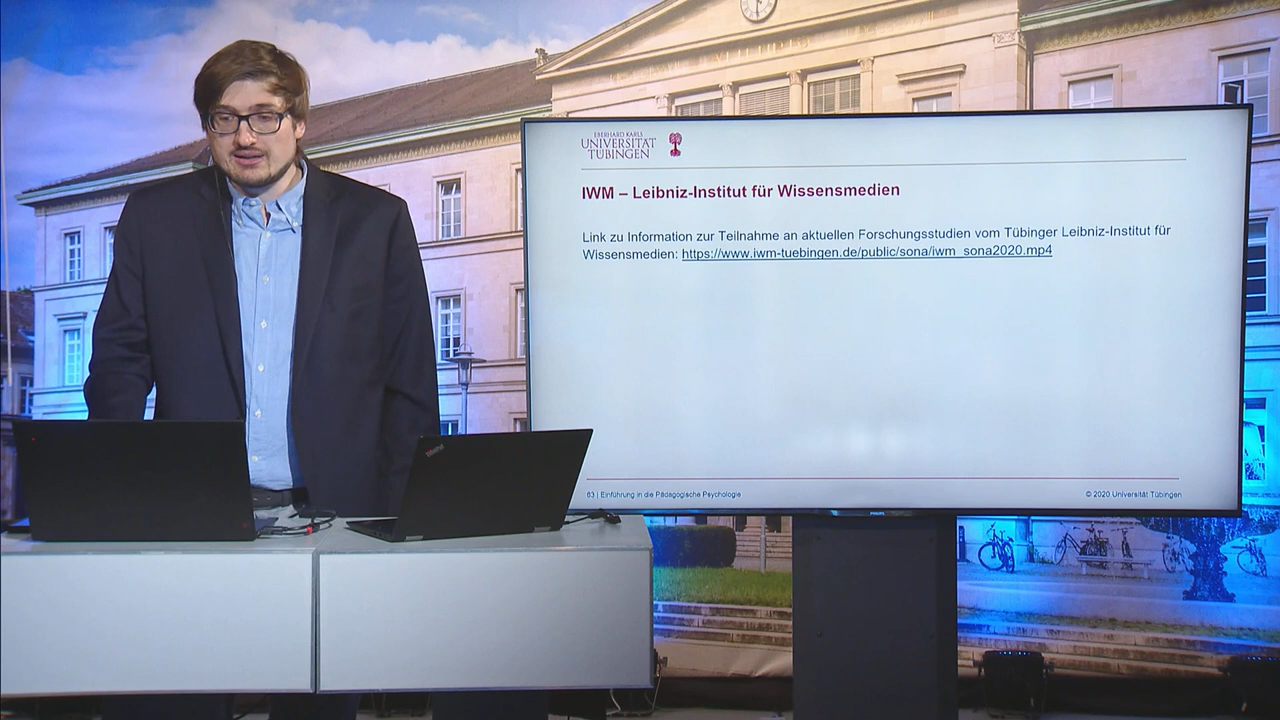 EBERHARD KARLS
UNIVERSITÄT
TÜBINGEN
IWM – Leibniz-Institut für Wissensmedien
Link zu Information zur Teilnahme an aktuellen Forschungsstudien vom Tübinger Leibniz-Institut für
Wissensmedien: https://www.iwm-tuebingen.de/public/sona/iwm_sona2020.mp4
63 | Einführung in die Pädagogische Psychologie
© 2020 Universität Tübingen
PHILIPS
ThinkPad